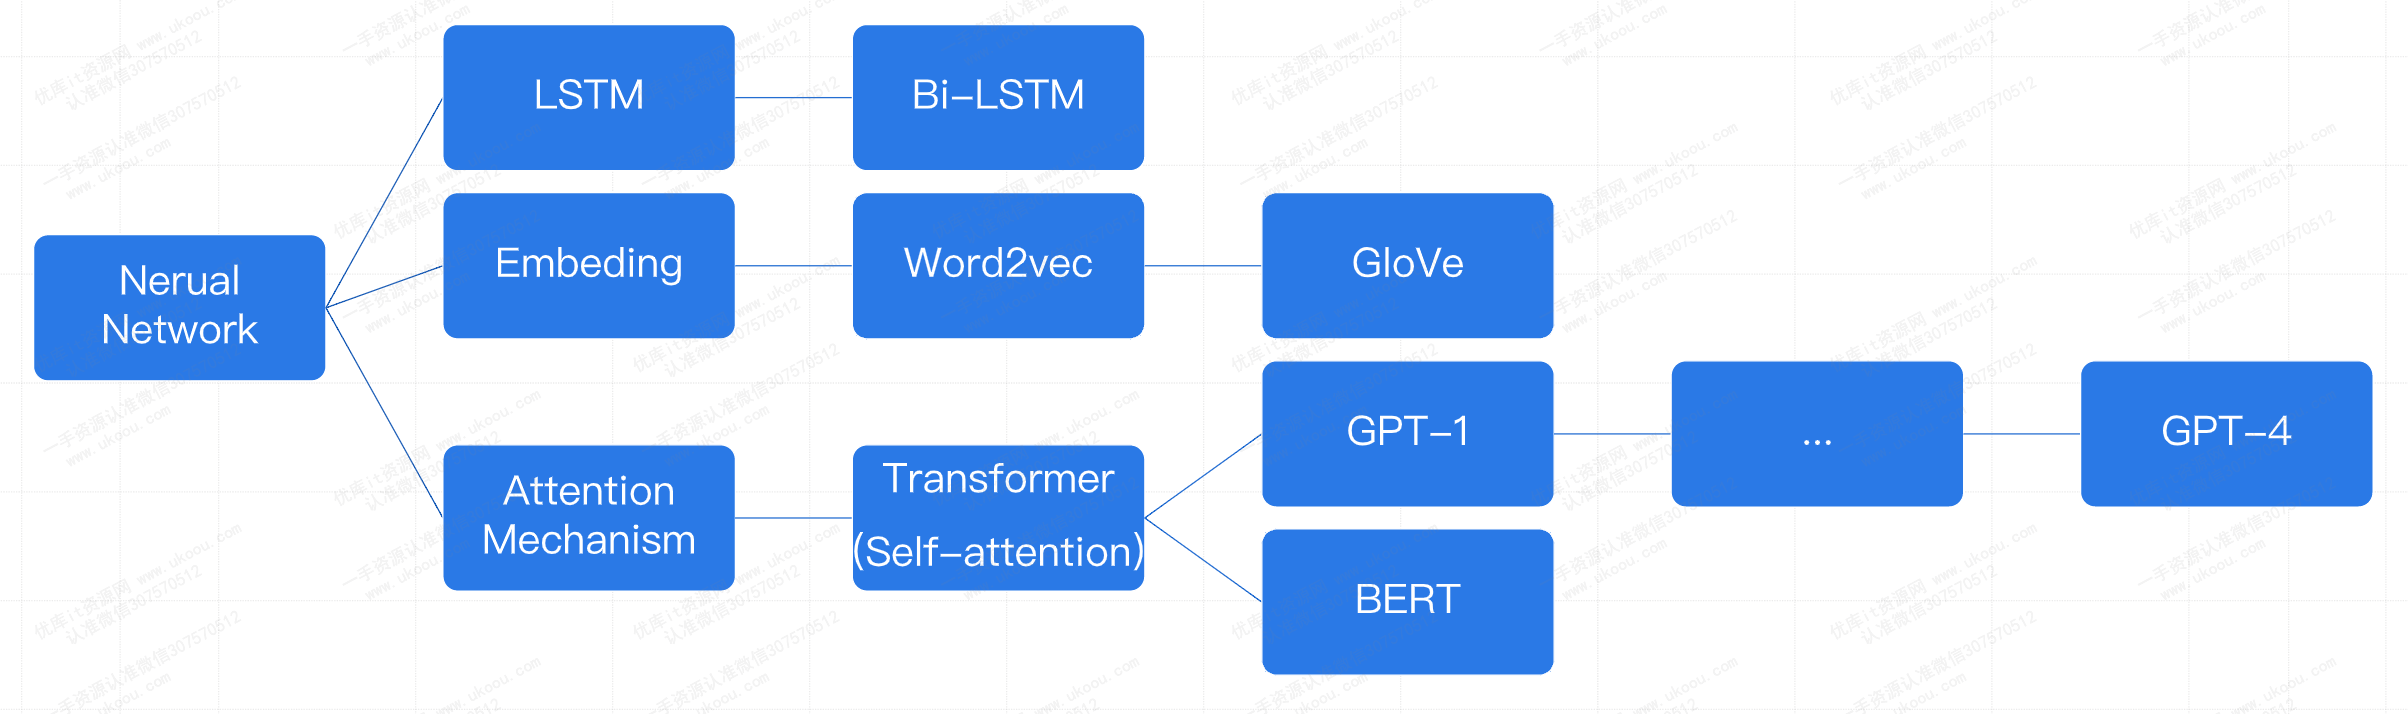 LSTM
Bi-LSTM
Embeding
Word2vec
GloVe
Nerual
Network
GPT-1
...
GPT-4
Attention
Mechanism
Transformer
(Self-attention)
BERT
优库it资源网 www.ukoou.com
认准微信307570512
一手资源认准微信307570512
www.ukoou.com